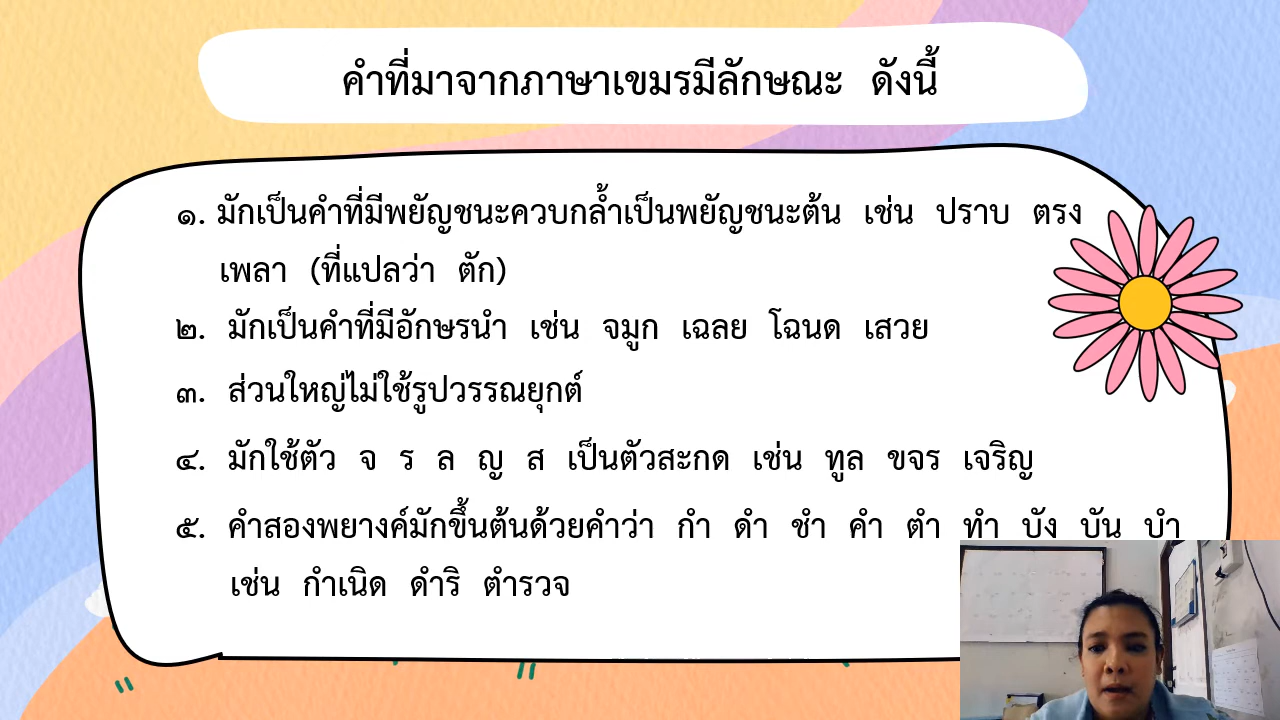 คำที่มาจากภาษาเขมรมีลักษณะ ดังนี้
๑. มักเป็นคำที่มีพยัญชนะควบกล้ำเป็นพยัญชนะต้น เช่น ปราบ ตรง
เพลา (ที่แปลว่า ตัก)
๒. มักเป็นคำที่มีอักษรนำ เช่น จมูก เฉลย โฉนด เสวย
๓. ส่วนใหญ่ไม่ใช้รูปวรรณยุกต์
๔. มักใช้ตัว จ ร ล ญ ส เป็นตัวสะกด เช่น ทูล ขจร เจริญ
๕. คำสองพยางค์มักขึ้นต้นด้วยคำว่า กำ ดำ ชำ คำ ตำ ทำ บัง บัน บำ
เช่น กำเนิด ดำริ ตำรวจ